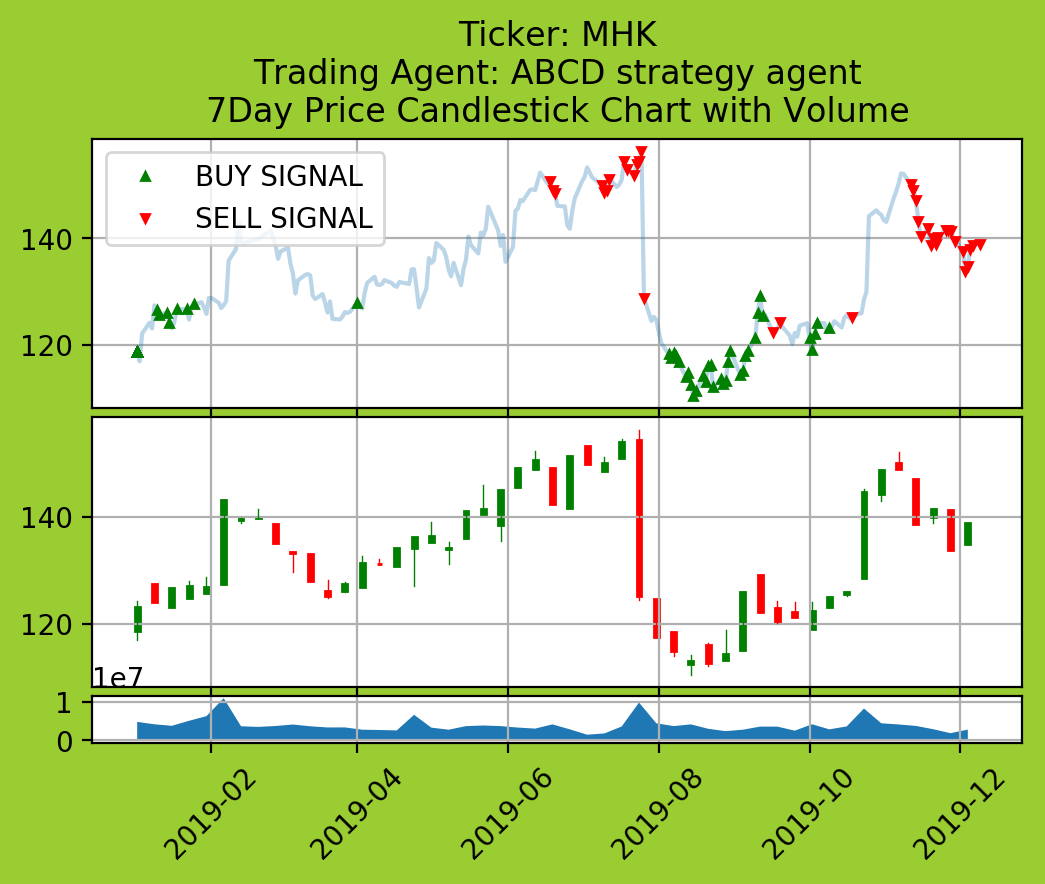 Ticker: MHK
Trading Agent: ABCD strategy agent
7Day Price Candlestick Chart with Volume
BUY SIGNAL
SELL SIGNAL
140
120
140
120
1e7
1
0
2019-02
2019-04
2019-06
2019-08
2019-10
2019-12